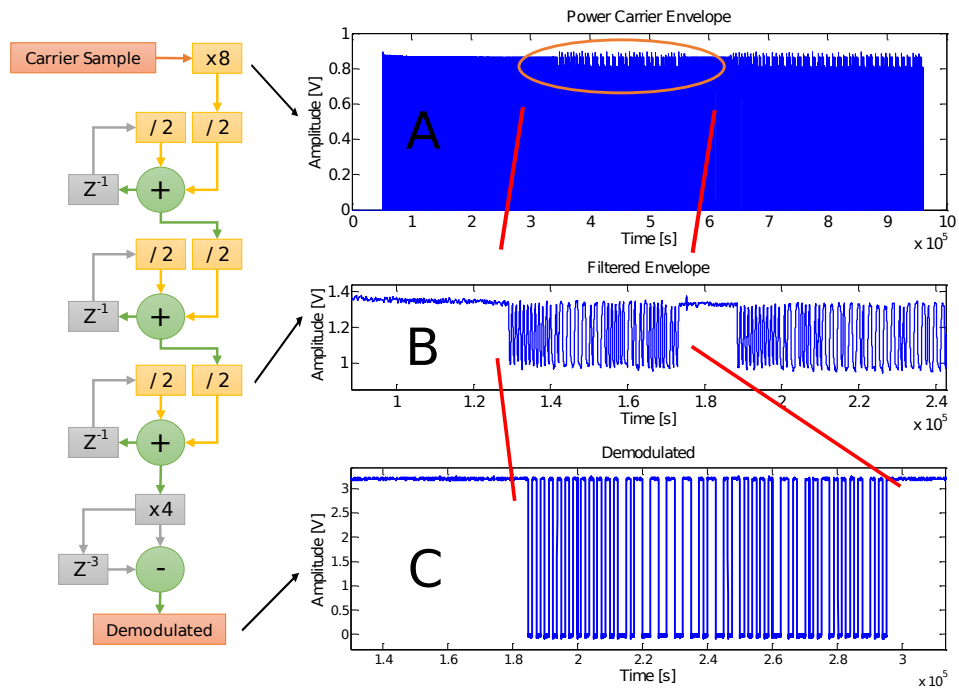 Carrier Sample
x8
/ 2
/ 2
Z-1
+
/ 2
/ 2
Z-1
+
/ 2
/ 2
Z-1
+
x4
Z-3
-
Demodulated
Power Carrier Envelope
Amplitude [V]
1
0.8
0.6
0.4
0.2
0
A
0 1 2 3 4 5 6 7 8 9 10
Time [s]
x 10^5
Filtered Envelope
Amplitude [V]
1.4
1.2
1
B
1 1.2 1.4 1.6 1.8 2 2.2 2.4
Time [s]
x 10^5
Demodulated
Amplitude [V]
3
2.5
2
1.5
1
0.5
0
C
1.4 1.6 1.8 2 2.2 2.4 2.6 2.8 3
Time [s]
x 10^5